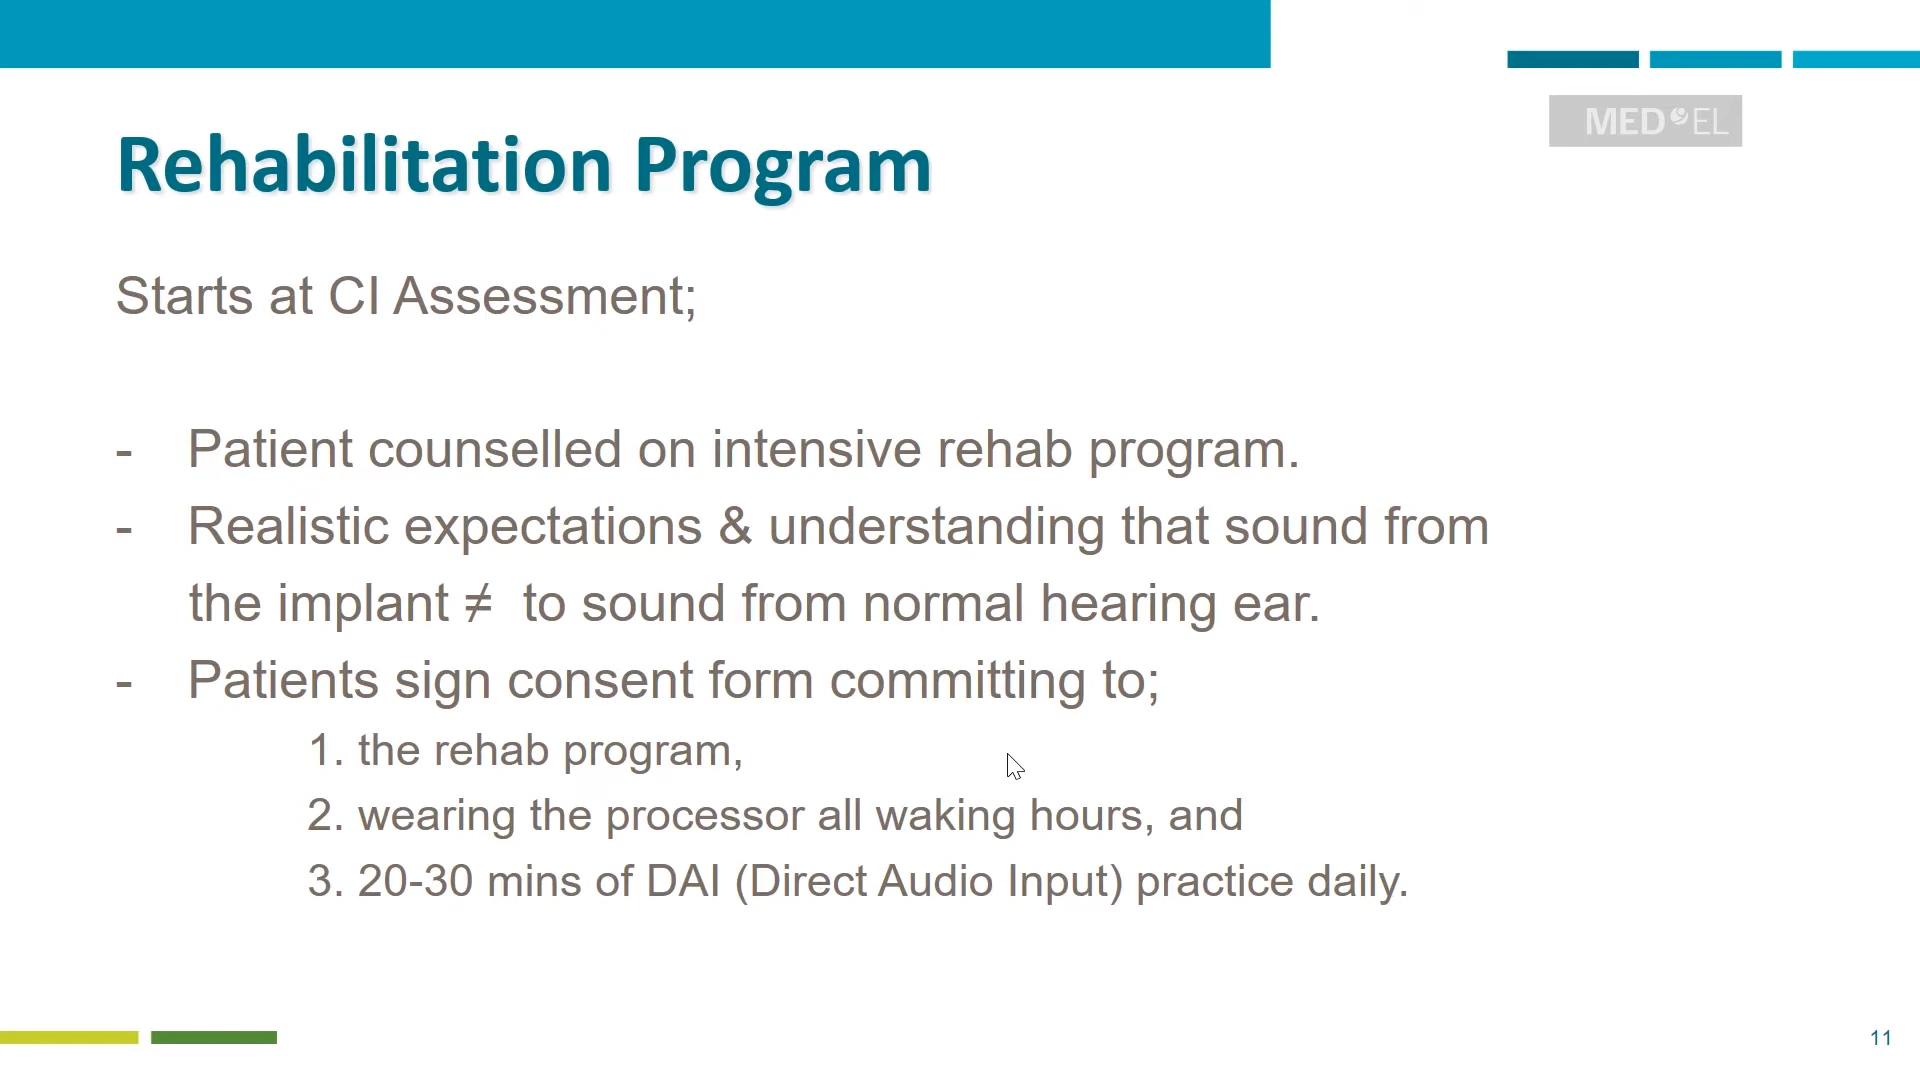 MED EL
Rehabilitation Program
Starts at CI Assessment;
- Patient counselled on intensive rehab program.
- Realistic expectations & understanding that sound from
the implant ≠ to sound from normal hearing ear.
- Patients sign consent form committing to;
1. the rehab program,
2. wearing the processor all waking hours, and
3. 20-30 mins of DAI (Direct Audio Input) practice daily.
11